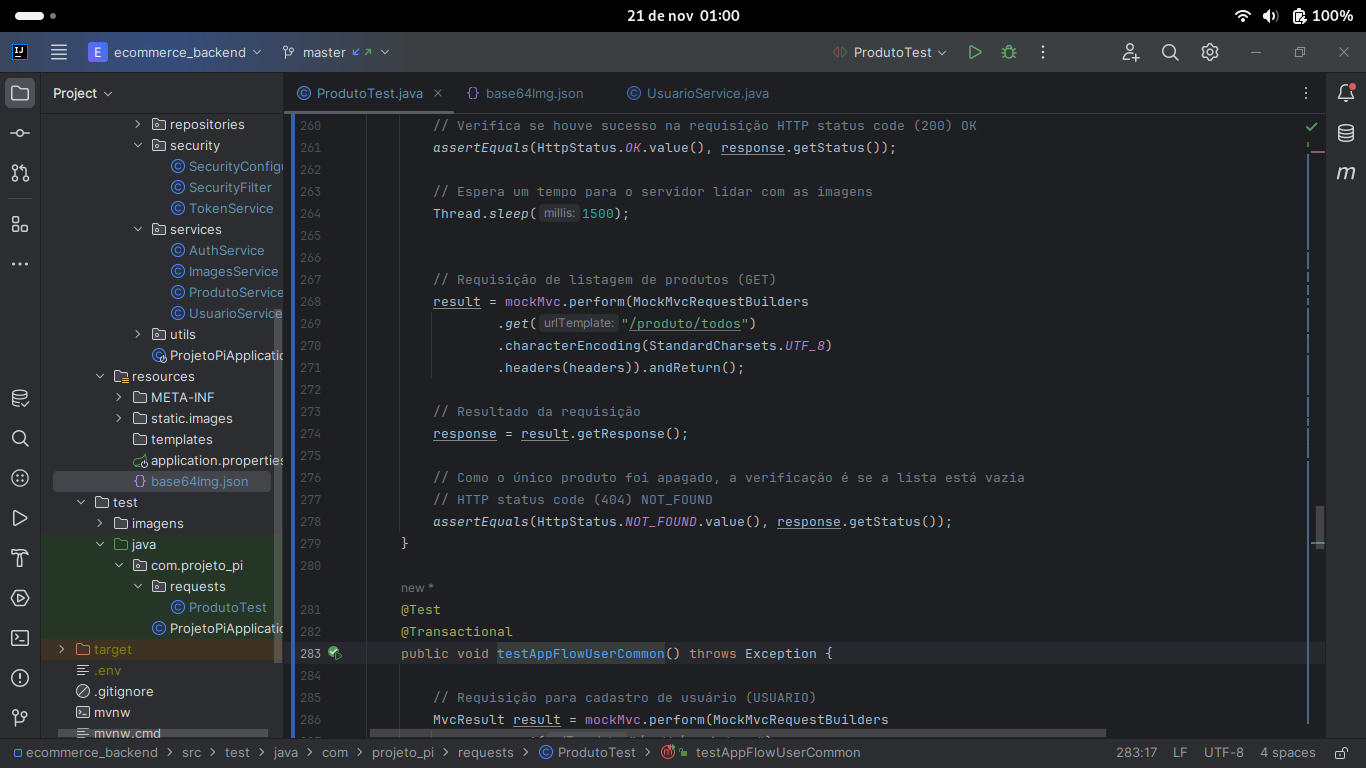 21 de nov 01:00
100%
E ecommerce_backend master
ProdutoTest
Project
ProdutoTest.java
base64Img.json
UsuarioService.java
repositories
security
SecurityConfigu
SecurityFilter
TokenService
services
AuthService
ImagesService
ProdutoService
UsuarioService
utils
ProjetoPiApplicatio
resources
META-INF
static.images
templates
application.properties
base64Img.json
test
imagens
java
com.projeto_pi
requests
ProdutoTest
ProjetoPiApplicatio
target
.env
.gitignore
mvnw
mvnw.cmd
260 // Verifica se houve sucesso na requisição HTTP status code (200) OK
261 assertEquals(HttpStatus.OK.value(), response.getStatus());
262
263 // Espera um tempo para o servidor lidar com as imagens
264 Thread.sleep( millis: 1500);
265
266
267 // Requisição de listagem de produtos (GET)
268 result = mockMvc.perform(MockMvcRequestBuilders
269 .get( urlTemplate: "/produto/todos")
270 .characterEncoding(StandardCharsets.UTF_8)
271 .headers(headers)).andReturn();
272
273 // Resultado da requisição
274 response = result.getResponse();
275
276 // Como o único produto foi apagado, a verificação é se a lista está vazia
277 // HTTP status code (404) NOT_FOUND
278 assertEquals(HttpStatus.NOT_FOUND.value(), response.getStatus());
279 }
280
new *
281 @Test
282 @Transactional
283 public void testAppFlowUserCommon() throws Exception {
284
285 // Requisição para cadastro de usuário (USUARIO)
286 MvcResult result = mockMvc.perform(MockMvcRequestBuilders
ecommerce_backend > src > test > java > com > projeto_pi > requests > ProdutoTest > testAppFlowUserCommon
283:17 LF UTF-8 4 spaces